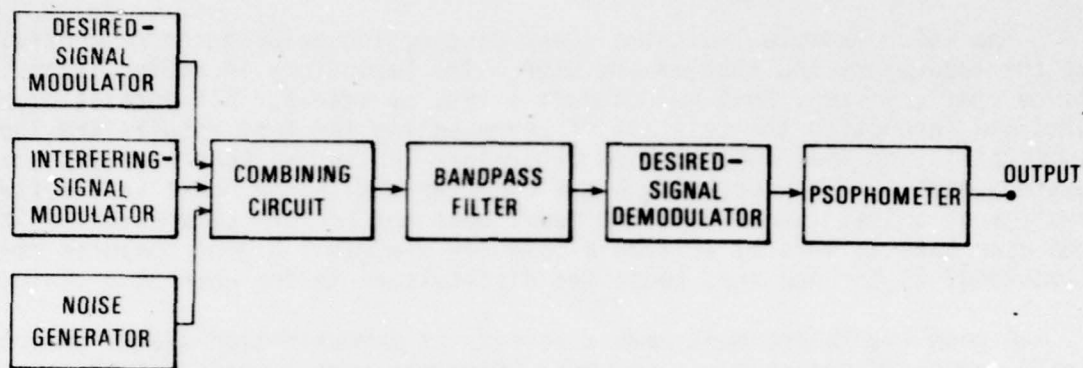 DESIRED-
SIGNAL
MODULATOR
INTERFERING-
SIGNAL
MODULATOR
NOISE
GENERATOR
COMBINING
CIRCUIT
BANDPASS
FILTER
DESIRED-
SIGNAL
DEMODULATOR
PSOPHOMETER
OUTPUT